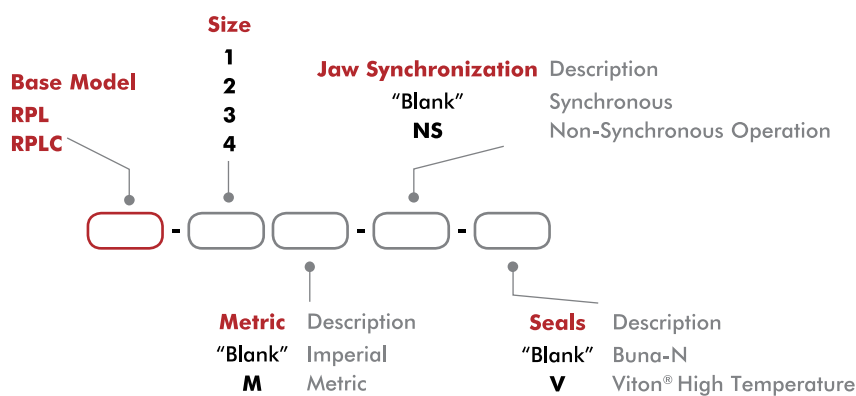 Size
1
2
3
4
Base Model
RPL
RPLC
Jaw Synchronization Description
“Blank” Synchronous
NS Non-Synchronous Operation
- - -
Metric Description
“Blank” Imperial
M Metric
Seals Description
“Blank” Buna-N
V Viton® High Temperature